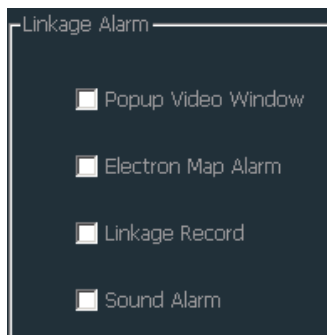 Linkage Alarm
Popup Video Window
Electron Map Alarm
Linkage Record
Sound Alarm